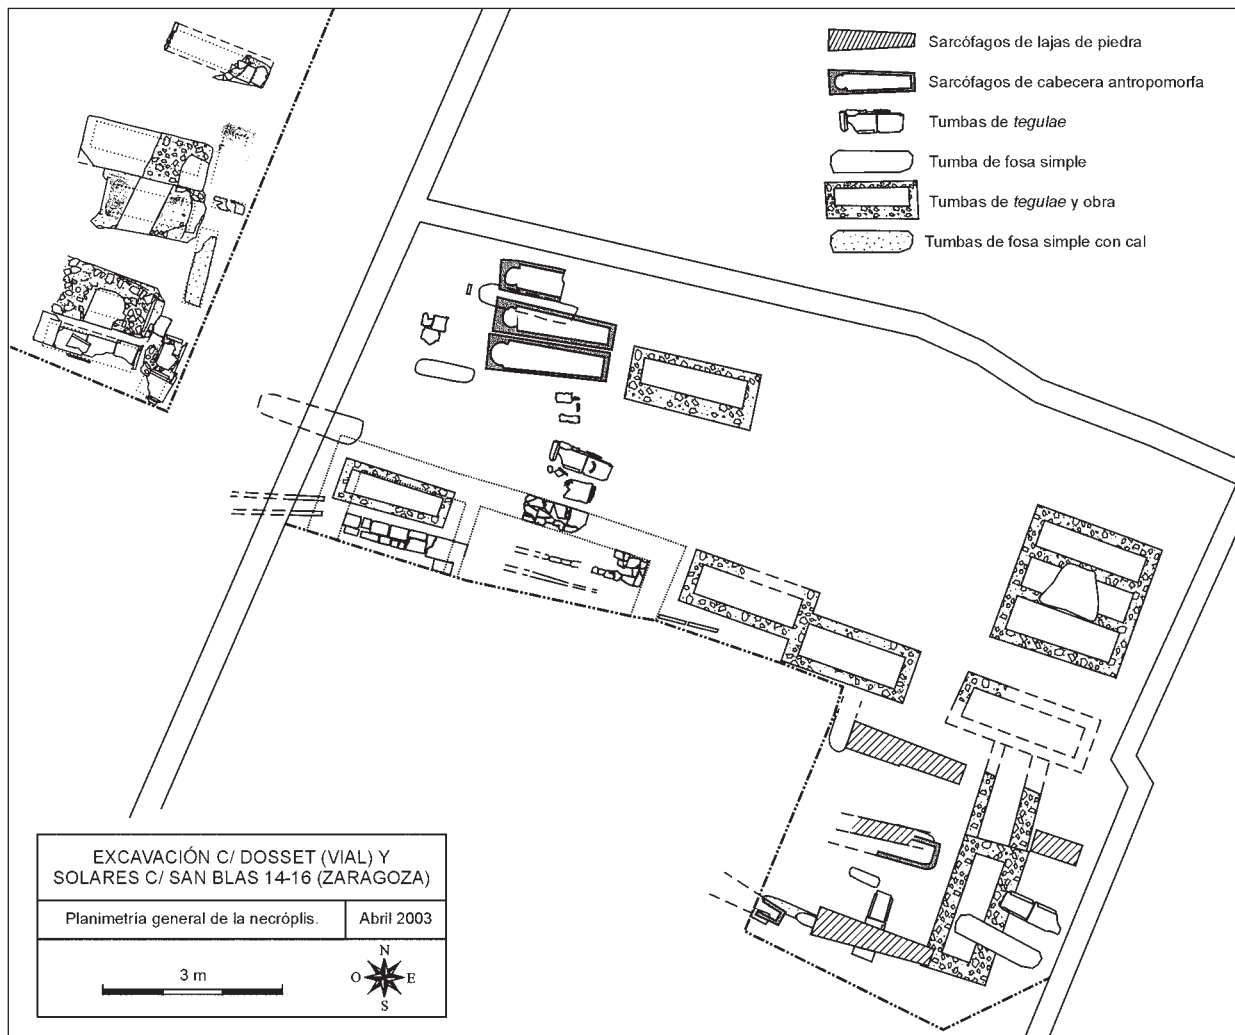 Sarcófagos de lajas de piedra
Sarcófagos de cabecera antropomorfa
Tumbas de tegulae
Tumba de fosa simple
Tumbas de tegulae y obra
Tumbas de fosa simple con cal
EXCAVACIÓN C/ DOSSET (VIAL) Y
SOLARES C/ SAN BLAS 14-16 (ZARAGOZA)
Planimetría general de la necróplis.
Abril 2003
3 m
N
O E
S